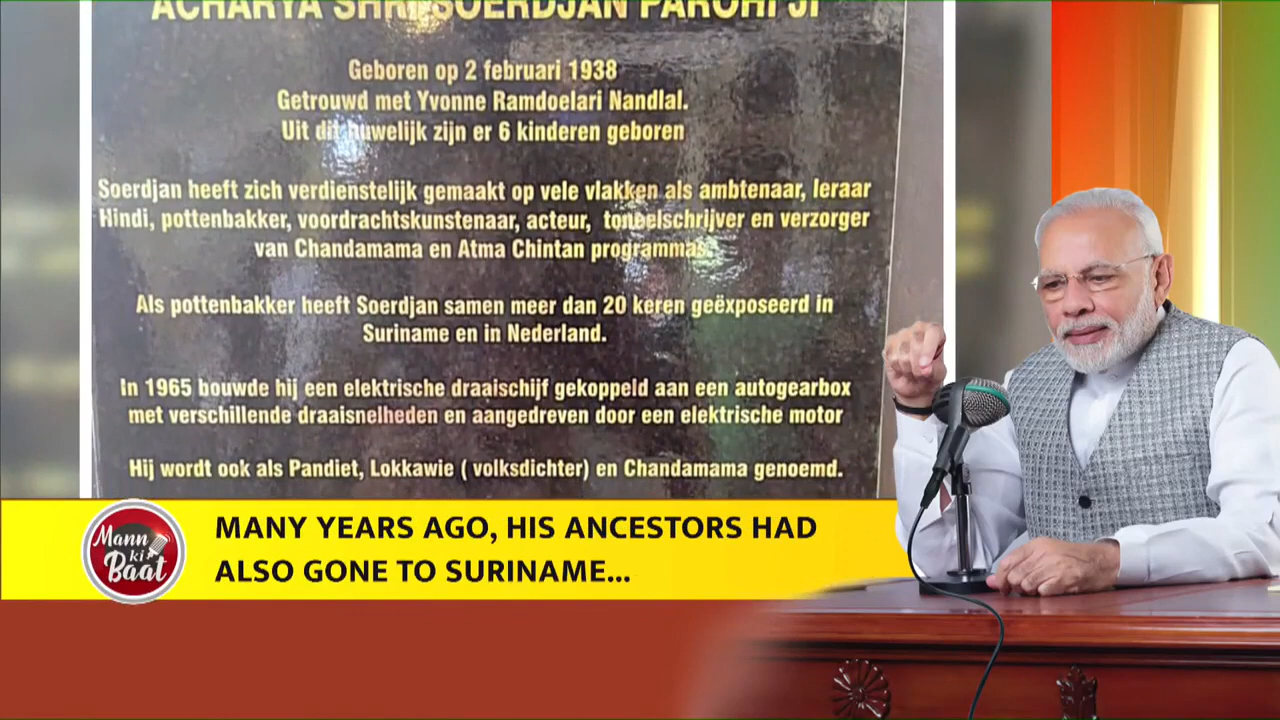 ACHARYA SHRI SOERDJAN PAROHI JI
Geboren op 2 februari 1938
Getrouwd met Yvonne Ramdoelari Nandlal.
Uit dit huwelijk zijn er 6 kinderen geboren
Soerdjan heeft zich verdienstelijk gemaakt op vele vlakken als ambtenaar, leraar
Hindi, pottenbakker, voordrachtskunstenaar, acteur, toneelschrijver en verzorger
van Chandamama en Atma Chintan programmas.
Als pottenbakker heeft Soerdjan samen meer dan 20 keren geëxposeerd in
Suriname en in Nederland.
In 1965 bouwde hij een elektrische draaischijf gekoppeld aan een autogearbox
met verschillende draaisnelheden en aangedreven door een elektrische motor
Hij wordt ook als Pandiet, Lokkawie ( volksdichter) en Chandamama genoemd.
Mann
ki
Baat
MANY YEARS AGO, HIS ANCESTORS HAD
ALSO GONE TO SURINAME...